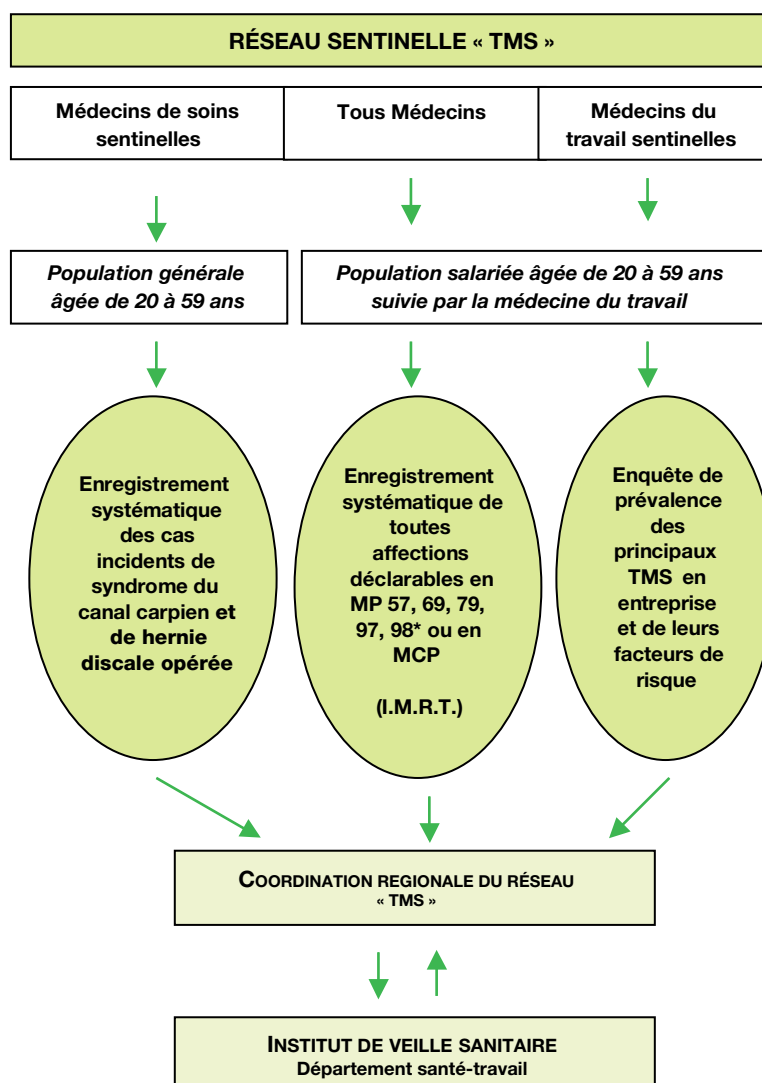 RÉSEAU SENTINELLE « TMS »
Médecins de soins
sentinelles
Tous Médecins
Médecins du
travail sentinelles
Population générale
âgée de 20 à 59 ans
Population salariée âgée de 20 à 59 ans
suivie par la médecine du travail
Enregistrement
systématique
des cas
incidents de
syndrome du
canal carpien et
de hernie
discale opérée
Enregistrement
systématique de
toutes
affections
déclarables en
MP 57, 69, 79,
97, 98* ou en
MCP
(I.M.R.T.)
Enquête de
prévalence
des
principaux
TMS en
entreprise
et de leurs
facteurs de
risque
COORDINATION REGIONALE DU RÉSEAU
« TMS »
INSTITUT DE VEILLE SANITAIRE
Département santé-travail